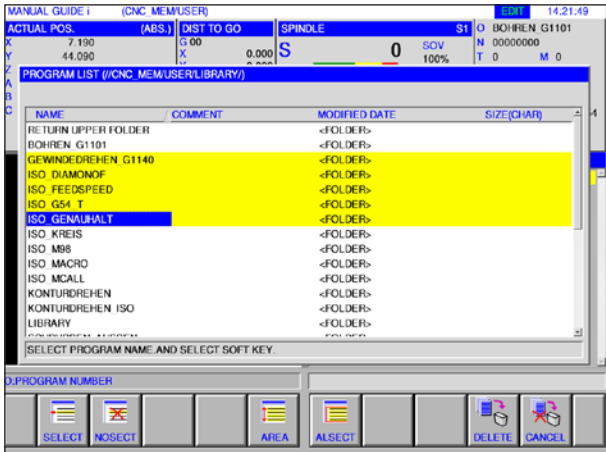 MANUAL GUIDE i (CNC_MEM/USER) EDIT 14:21:49
ACTUAL POS. (ABS.) DIST TO GO SPINDLE S1 O BOHREN_G1101
X 7.190 G 00 S 0 SOV N 00000000
Y 44.090 X 0.000 100% T 0 M 0
Z PROGRAM LIST (//CNC_MEM/USER/LIBRARY/)
A
B
C
NAME COMMENT MODIFIED DATE SIZE(CHAR)
RETURN UPPER FOLDER <FOLDER>
BOHREN_G1101 <FOLDER>
GEWINDEDREHEN_G1140 <FOLDER>
ISO_DIAMONOF <FOLDER>
ISO_FEEDSPEED <FOLDER>
ISO_G54_T <FOLDER>
ISO_GENAUHALT <FOLDER>
ISO_KREIS <FOLDER>
ISO_M98 <FOLDER>
ISO_MACRO <FOLDER>
ISO_MCALL <FOLDER>
KONTURDREHEN <FOLDER>
KONTURDREHEN_ISO <FOLDER>
LIBRARY <FOLDER>
SELECT PROGRAM NAME.AND SELECT SOFT KEY.
O:PROGRAM NUMBER
SELECT NOSECT AREA ALSECT DELETE CANCEL